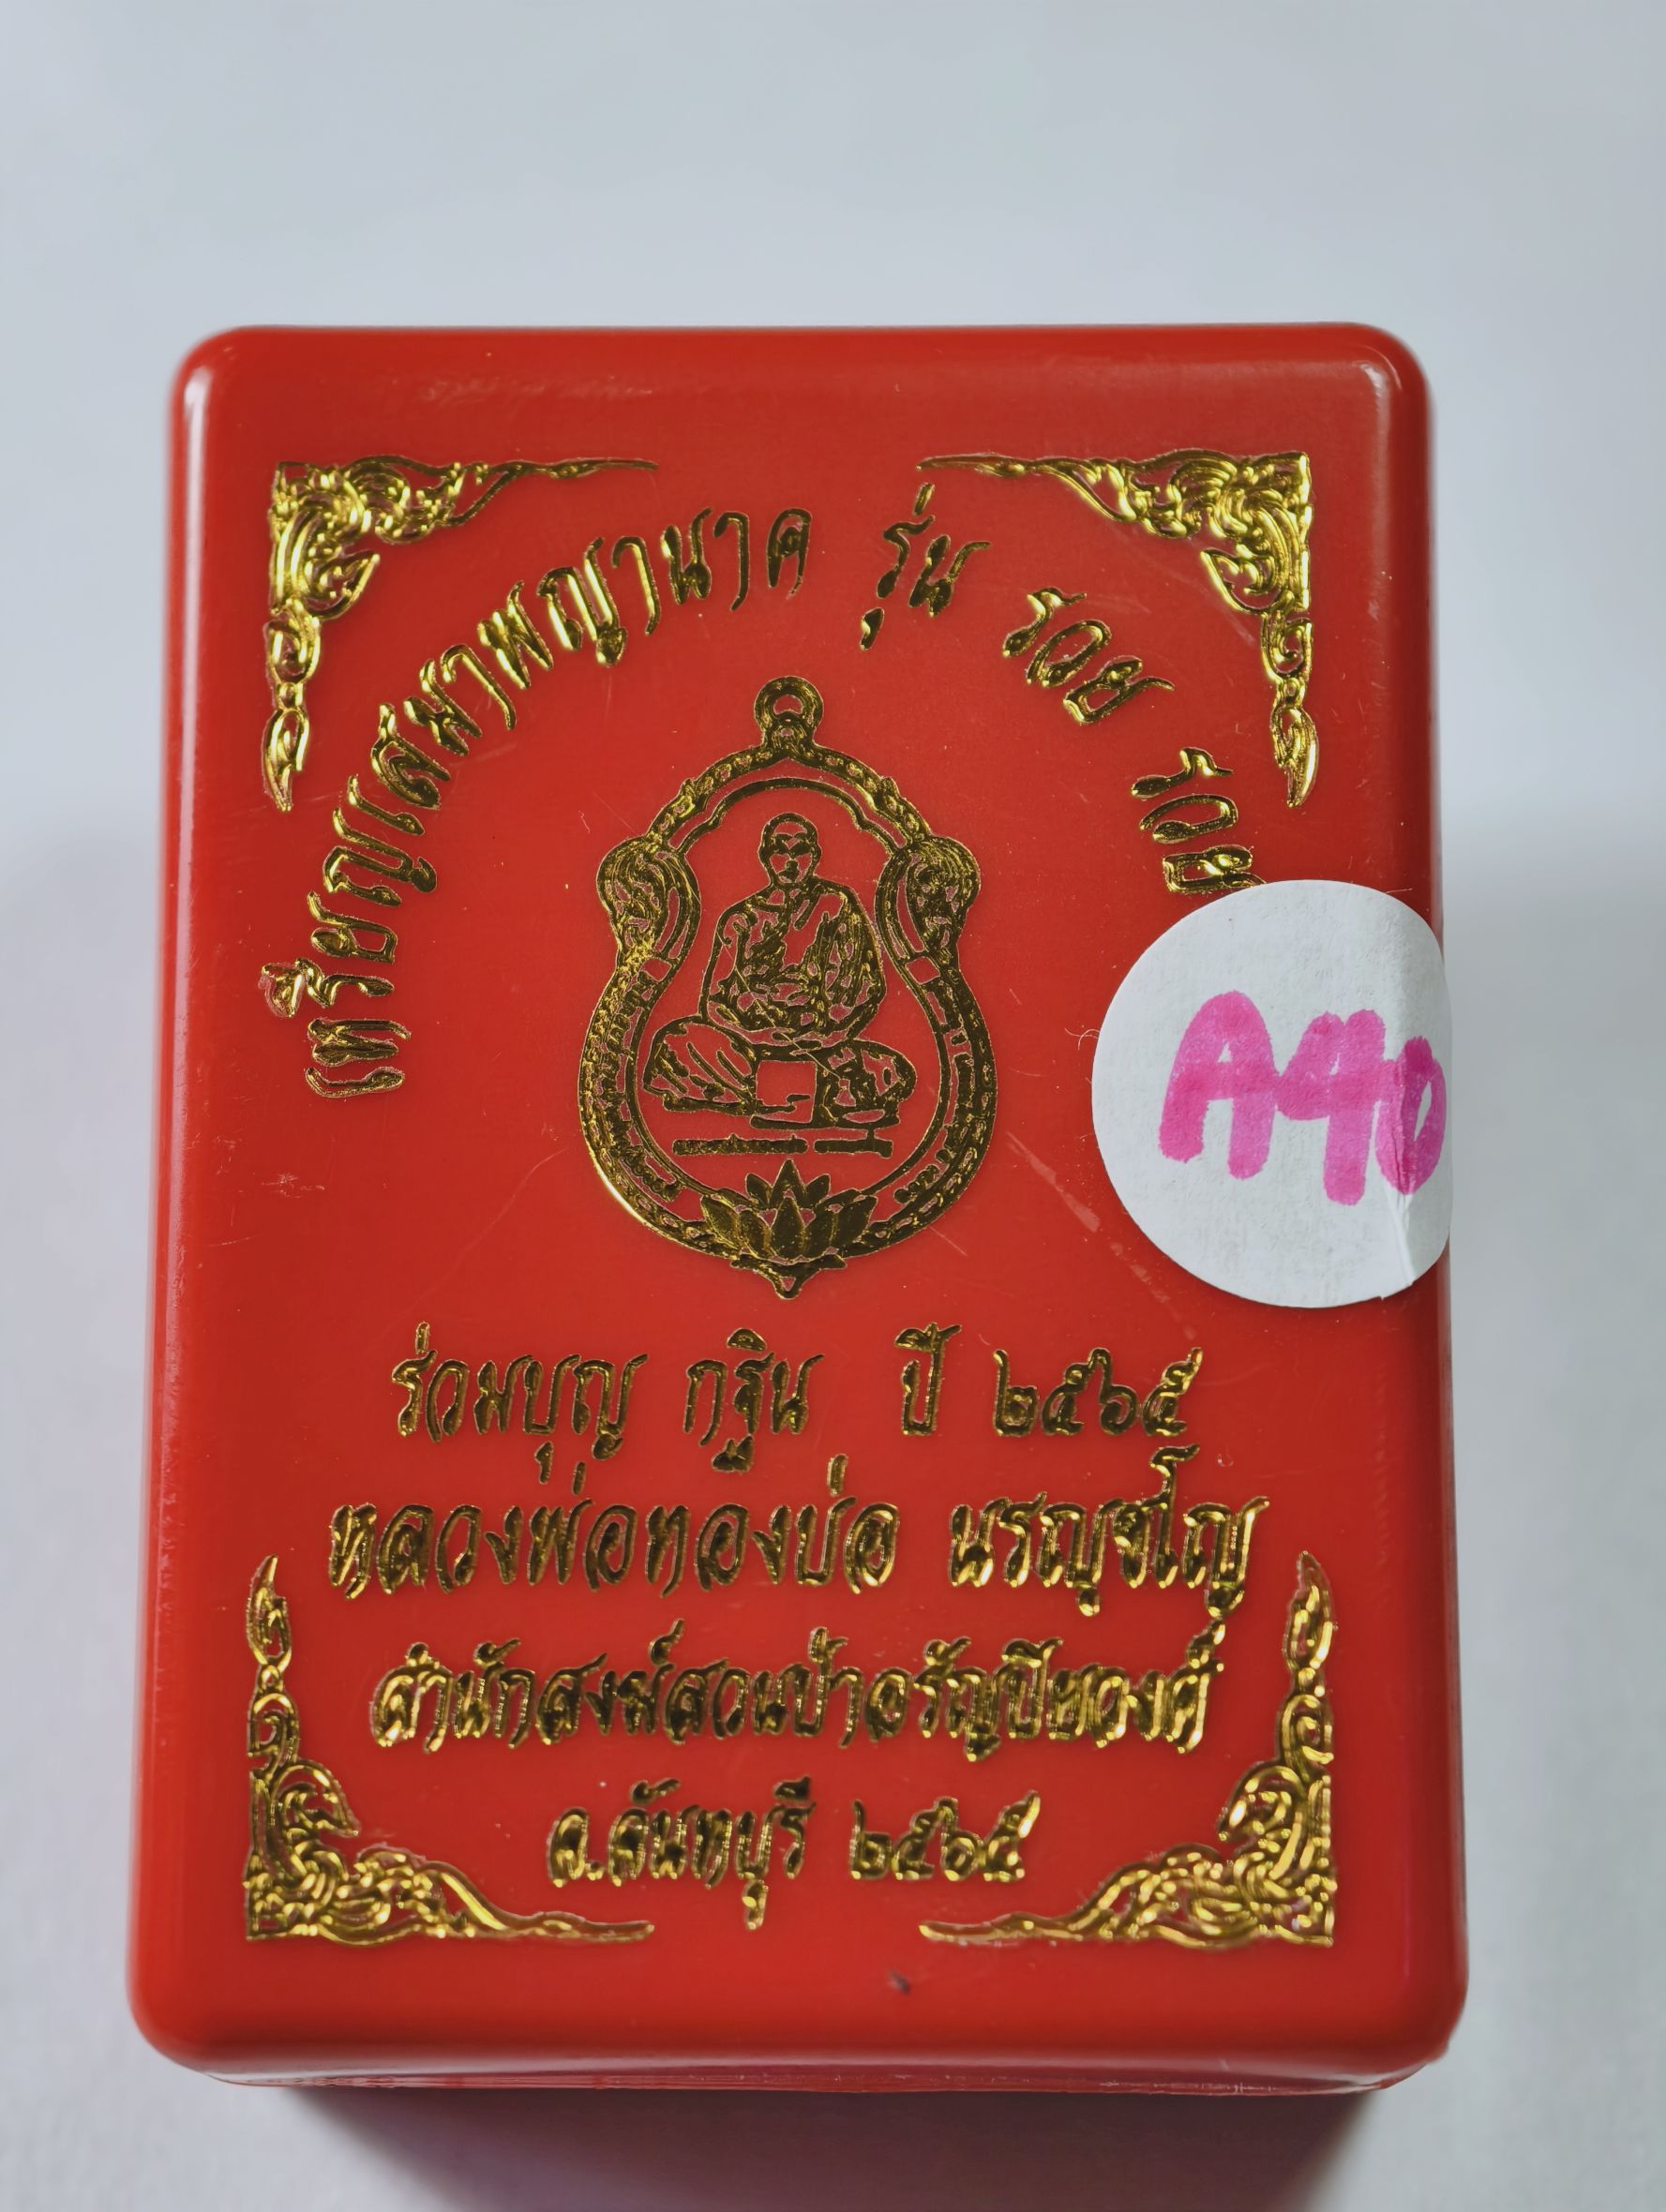 เหรียญเสมาพญานาค รุ่น รวย รวย
A90
ร่วมบุญ กฐิน ปี ๒๕๖๕
หลวงพ่อทองบ่อ นรญฺชโญ
สำนักสงฆ์สวนป่าอรัญปิยวงศ์
จ.จันทบุรี ๒๕๖๕